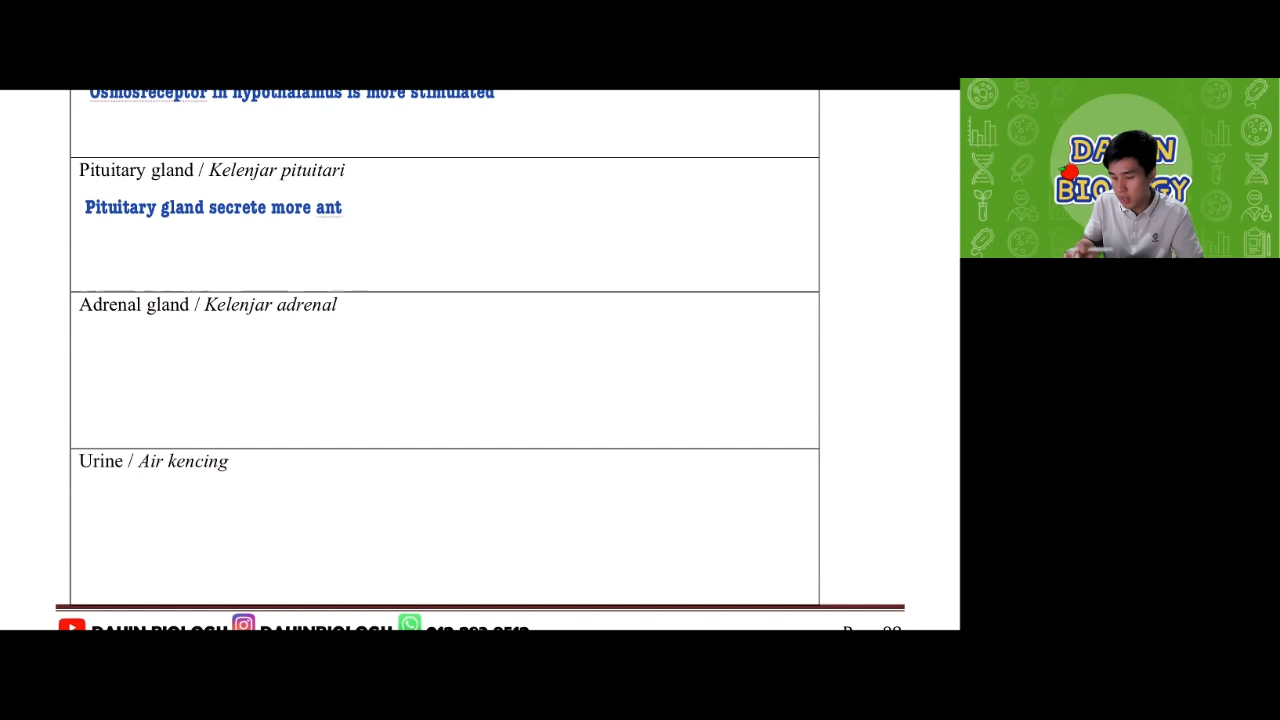 Osmosreceptor in hypothalamus is more stimulated
Pituitary gland / Kelenjar pituitari
Pituitary gland secrete more ant
Adrenal gland / Kelenjar adrenal
Urine / Air kencing